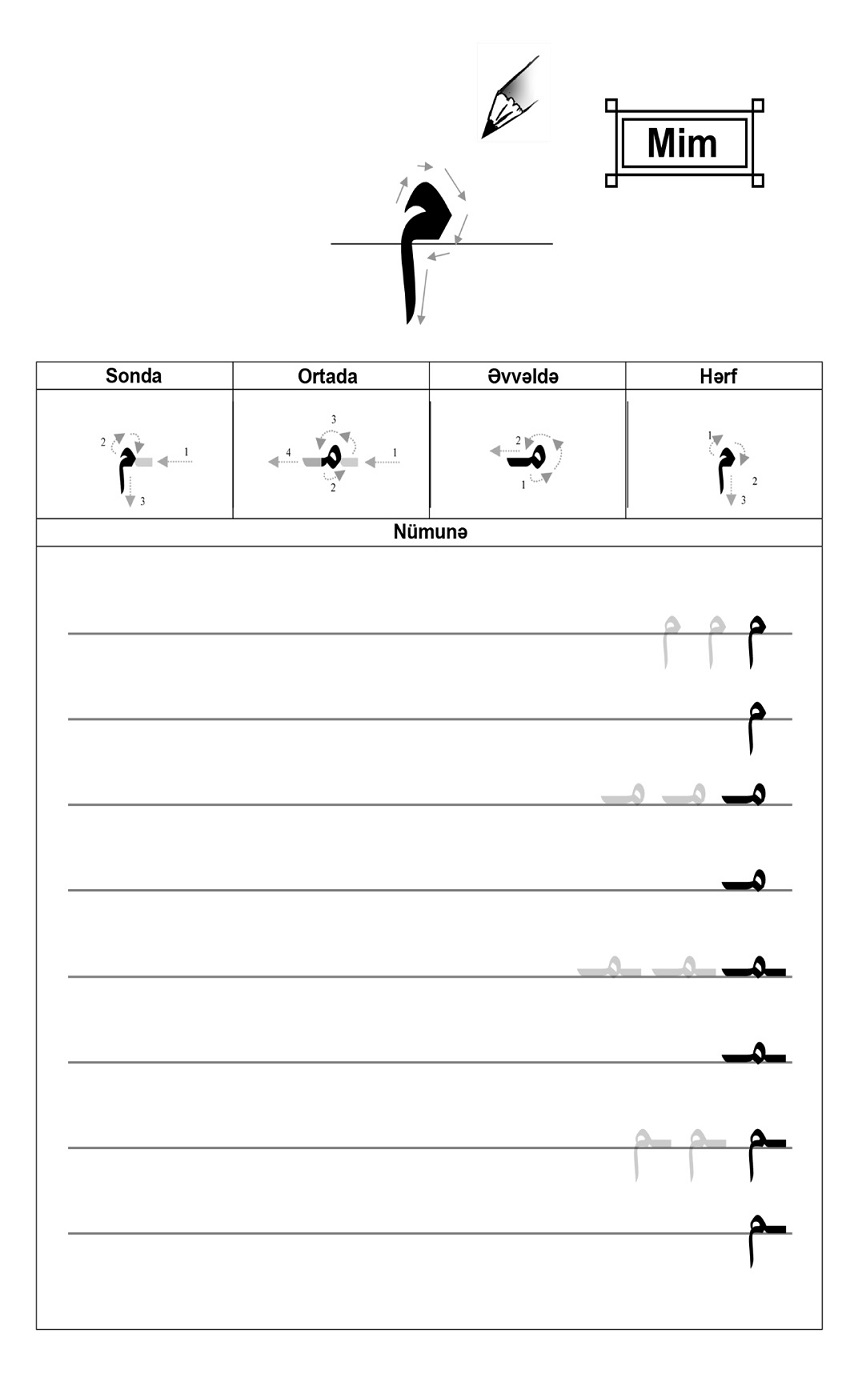 Mim
م
Sonda Ortada Əvvəldə Hərf
2 1 3 ـم
3 4 1 2 ـمـ
2 1 مـ
1 2 3 م
Nümunə
م م م
م
مـ مـ مـ
مـ
ـمـ ـمـ ـمـ
ـمـ
ـم ـم ـم
ـم